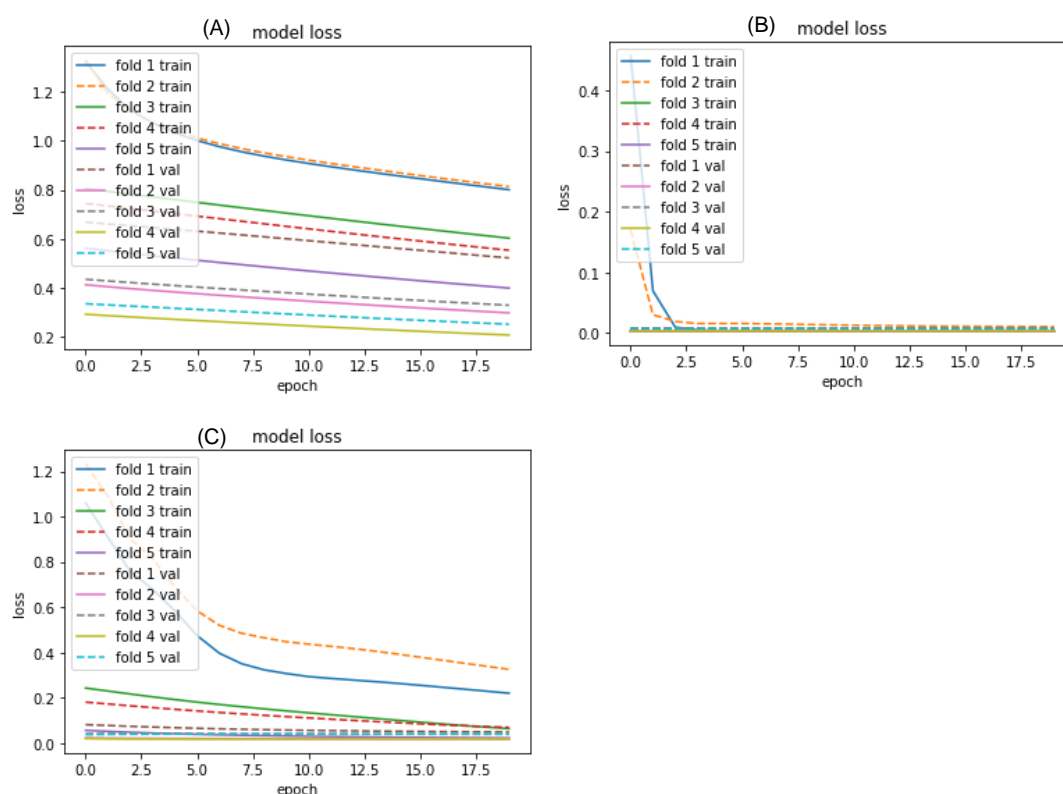 (A)
model loss
fold 1 train
fold 2 train
fold 3 train
fold 4 train
fold 5 train
fold 1 val
fold 2 val
fold 3 val
fold 4 val
fold 5 val
1.2
1.0
0.8
0.6
0.4
0.2
loss
0.0 2.5 5.0 7.5 10.0 12.5 15.0 17.5
epoch
(B)
model loss
fold 1 train
fold 2 train
fold 3 train
fold 4 train
fold 5 train
fold 1 val
fold 2 val
fold 3 val
fold 4 val
fold 5 val
0.4
0.3
0.2
0.1
0.0
loss
0.0 2.5 5.0 7.5 10.0 12.5 15.0 17.5
epoch
(C)
model loss
fold 1 train
fold 2 train
fold 3 train
fold 4 train
fold 5 train
fold 1 val
fold 2 val
fold 3 val
fold 4 val
fold 5 val
1.2
1.0
0.8
0.6
0.4
0.2
0.0
loss
0.0 2.5 5.0 7.5 10.0 12.5 15.0 17.5
epoch